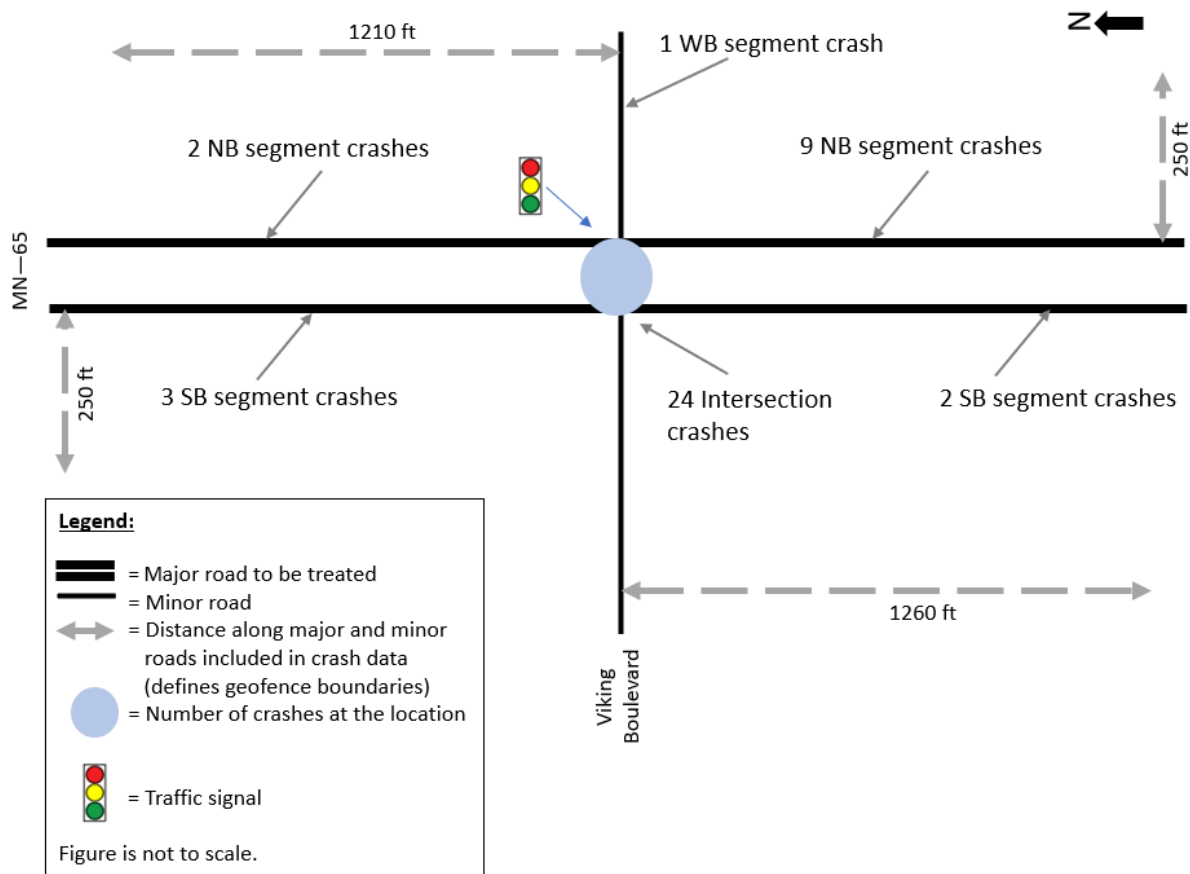 1210 ft
1 WB segment crash
N
2 NB segment crashes
9 NB segment crashes
250 ft
MN—65
250 ft
3 SB segment crashes
24 Intersection
crashes
2 SB segment crashes
1260 ft
Viking
Boulevard
Legend:
= Major road to be treated
= Minor road
= Distance along major and minor
roads included in crash data
(defines geofence boundaries)
= Number of crashes at the location
= Traffic signal
Figure is not to scale.